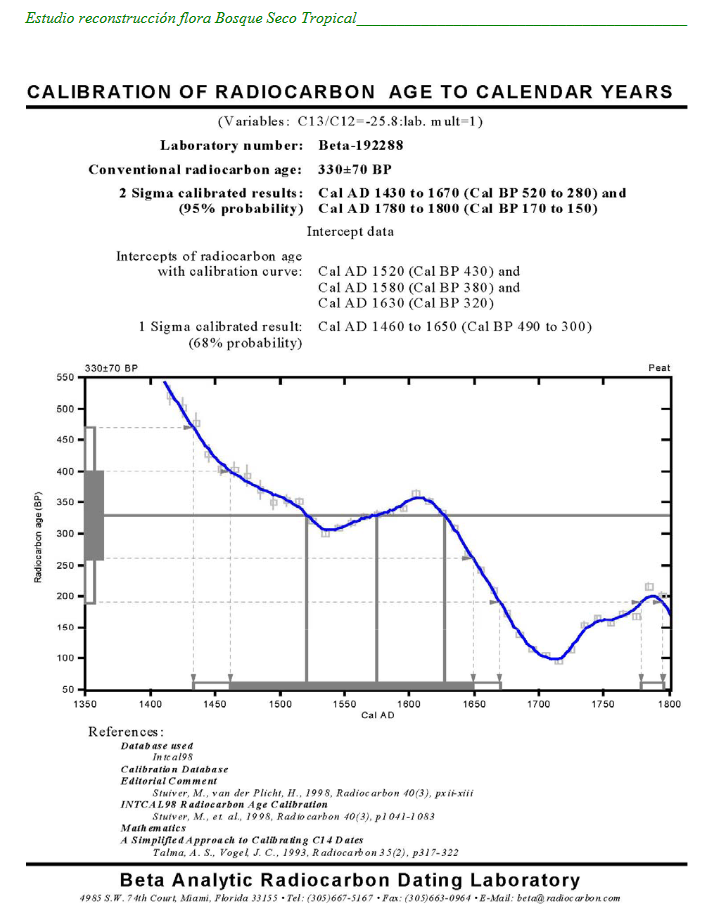 Estudio reconstrucción flora Bosque Seco Tropical
CALIBRATION OF RADIOCARBON AGE TO CALENDAR YEARS
(Variables: C13/C12=-25.8:lab. mult=1)
Laboratory number: Beta-192288
Conventional radiocarbon age: 330±70 BP
2 Sigma calibrated results: Cal AD 1430 to 1670 (Cal BP 520 to 280) and
(95% probability) Cal AD 1780 to 1800 (Cal BP 170 to 150)
Intercept data
Intercepts of radiocarbon age
with calibration curve: Cal AD 1520 (Cal BP 430) and
Cal AD 1580 (Cal BP 380) and
Cal AD 1630 (Cal BP 320)
1 Sigma calibrated result: Cal AD 1460 to 1650 (Cal BP 490 to 300)
(68% probability)
330±70 BP Peat
550
500
450
400
350
300
250
200
150
100
50
Radiocarbon age (BP)
1350 1400 1450 1500 1550 1600 1650 1700 1750 1800
Cal AD
References:
Database used
Intcal98
Calibration Database
Editorial Comment
Stuiver, M., van der Plicht, H., 1998, Radiocarbon 40(3), pxii-xiii
INTCAL98 Radiocarbon Age Calibration
Stuiver, M., et. al., 1998, Radiocarbon 40(3), p1041-1083
Mathematics
A Simplified Approach to Calibrating C14 Dates
Talma, A. S., Vogel, J. C., 1993, Radiocarbon 35(2), p317-322
Beta Analytic Radiocarbon Dating Laboratory
4985 S.W. 74th Court, Miami, Florida 33155 • Tel: (305)667-5167 • Fax: (305)663-0964 • E-Mail: beta@radiocarbon.com